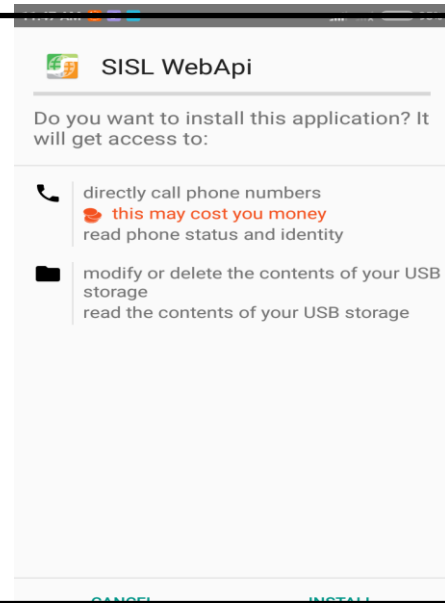 SISL WebApi
Do you want to install this application? It
will get access to:
directly call phone numbers
this may cost you money
read phone status and identity
modify or delete the contents of your USB
storage
read the contents of your USB storage
CANCEL INSTALL